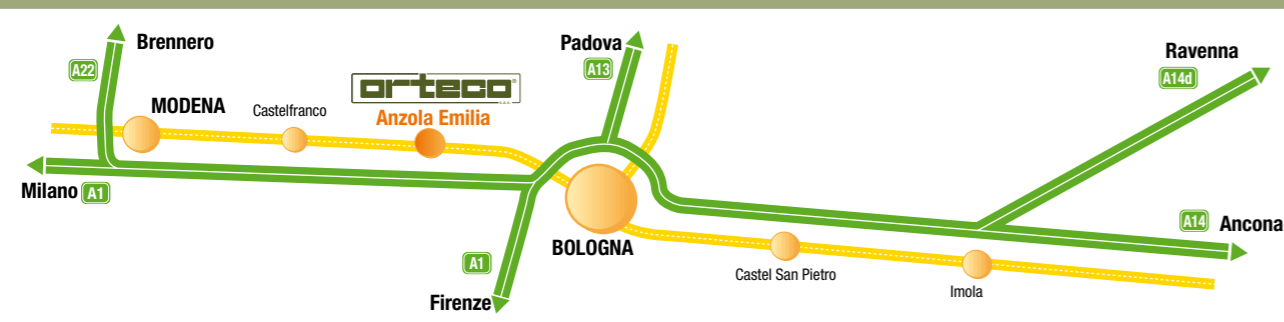 Brennero
Padova
Ravenna
A22
A13
A14d
orteco®
MODENA
Castelfranco
Anzola Emilia
Milano A1
A14 Ancona
BOLOGNA
A1
Castel San Pietro
Imola
Firenze